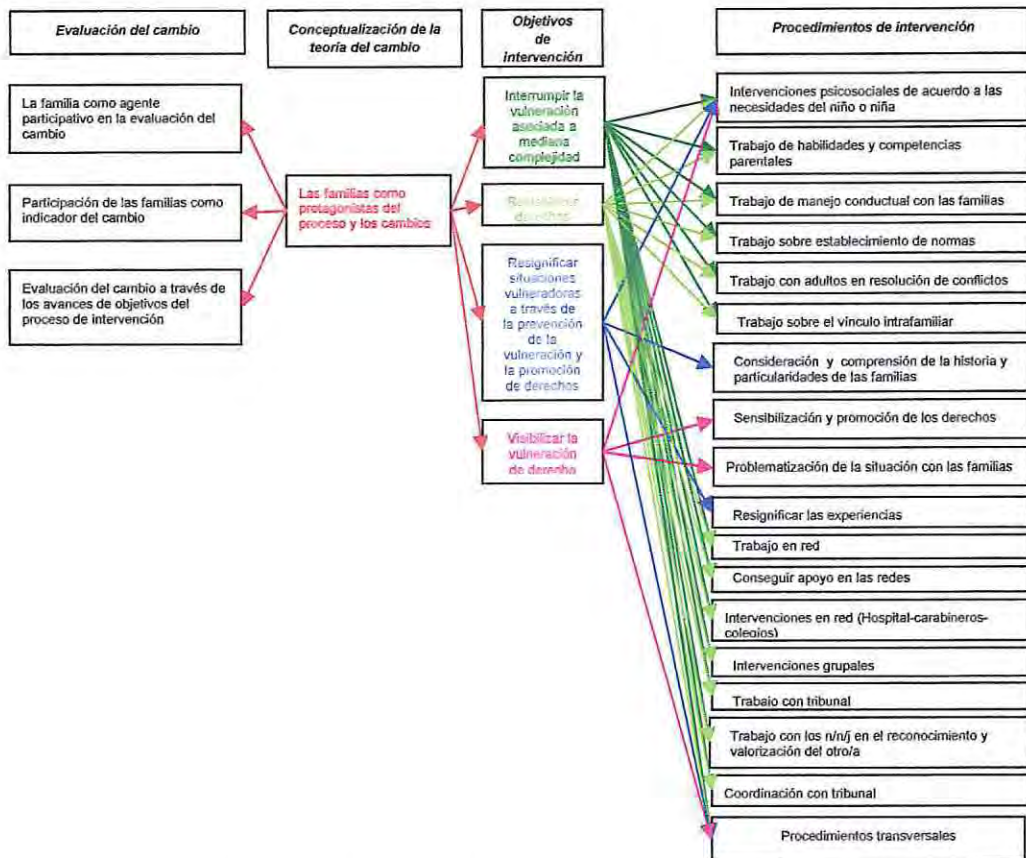 Evaluación del cambio
Conceptualización de la
teoría del cambio
Objetivos
de
intervención
Procedimientos de intervención
La familia como agente
participativo en la evaluación del
cambio
Participación de las familias como
indicador del cambio
Evaluación del cambio a través de
los avances de objetivos del
proceso de intervención
Las familias como
protagonistas del
proceso y los cambios
Interrumpir la
vulneración
asociada a
mediana
complejidad
derechos
Resignificar
situaciones
vulneradoras
a través de
la prevención
de la
vulneración y
la promoción
de derechos
Visibilizar la
vulneración
de derecho
Intervenciones psicosociales de acuerdo a las
necesidades del niño o niña
Trabajo de habilidades y competencias
parentales
Trabajo de manejo conductual con las familias
Trabajo sobre establecimiento de normas
Trabajo con adultos en resolución de conflictos
Trabajo sobre el vínculo intrafamiliar
Consideración y comprensión de la historia y
particularidades de las familias
Sensibilización y promoción de los derechos
Problematización de la situación con las familias
Resignificar las experiencias
Trabajo en red
Conseguir apoyo en las redes
Intervenciones en red (Hospital-carabineros-
colegios)
Intervenciones grupales
Trabajo con tribunal
Trabajo con los n/n/j en el reconocimiento y
valorización del otro/a
Coordinación con tribunal
Procedimientos transversales